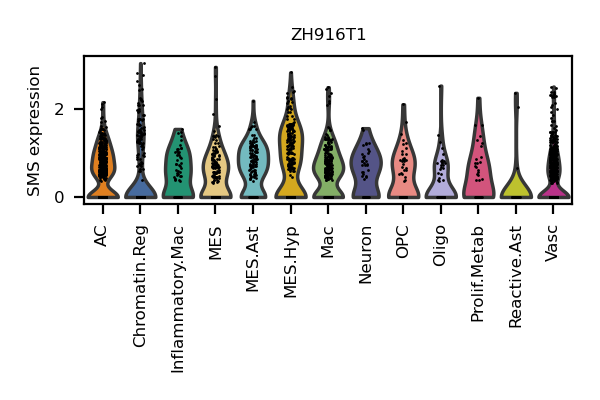 ZH916T1
SMS expression
2
0
AC
Chromatin.Reg
Inflammatory.Mac
MES
MES.Ast
MES.Hyp
Mac
Neuron
OPC
Oligo
Prolif.Metab
Reactive.Ast
Vasc